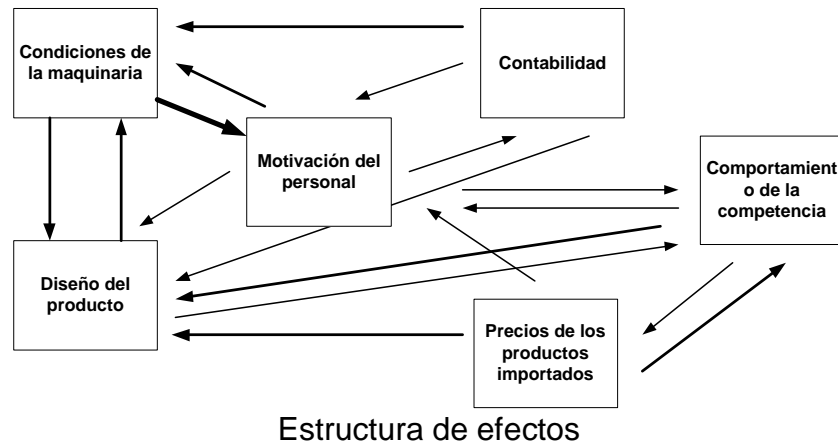 Condiciones de
la maquinaria
Contabilidad
Motivación del
personal
Comportamient
o de la
competencia
Diseño del
producto
Precios de los
productos
importados
Estructura de efectos